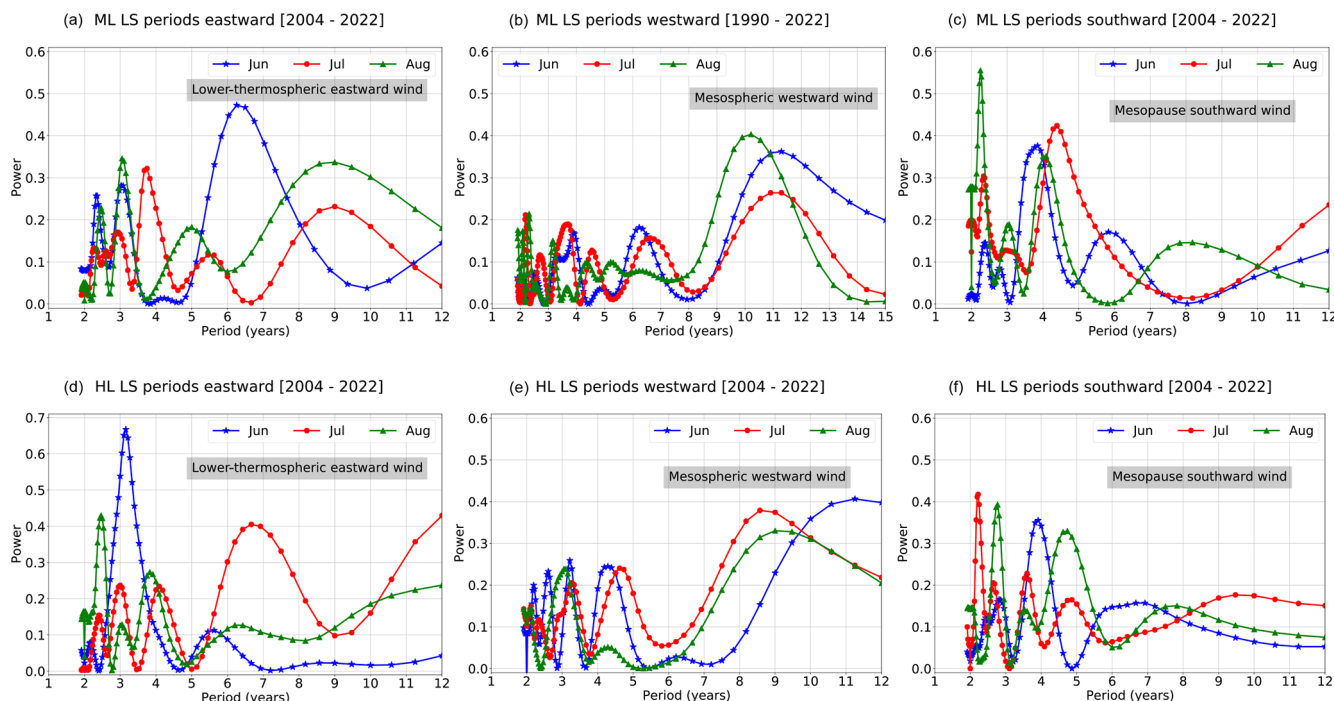 (a) ML LS periods eastward [2004 - 2022]
0.6
0.5
0.4
0.3
0.2
0.1
0.0
Power
Jun Jul Aug
Lower-thermospheric eastward wind
1 2 3 4 5 6 7 8 9 10 11 12
Period (years)
(b) ML LS periods westward [1990 - 2022]
0.6
0.5
0.4
0.3
0.2
0.1
0.0
Power
Jun Jul Aug
Mesospheric westward wind
1 2 3 4 5 6 7 8 9 10 11 12 13 14 15
Period (years)
(c) ML LS periods southward [2004 - 2022]
0.6
0.5
0.4
0.3
0.2
0.1
0.0
Power
Jun Jul Aug
Mesopause southward wind
1 2 3 4 5 6 7 8 9 10 11 12
Period (years)
(d) HL LS periods eastward [2004 - 2022]
0.7
0.6
0.5
0.4
0.3
0.2
0.1
0.0
Power
Jun Jul Aug
Lower-thermospheric eastward wind
1 2 3 4 5 6 7 8 9 10 11 12
Period (years)
(e) HL LS periods westward [2004 - 2022]
0.6
0.5
0.4
0.3
0.2
0.1
0.0
Power
Jun Jul Aug
Mesospheric westward wind
1 2 3 4 5 6 7 8 9 10 11 12
Period (years)
(f) HL LS periods southward [2004 - 2022]
0.6
0.5
0.4
0.3
0.2
0.1
0.0
Power
Jun Jul Aug
Mesopause southward wind
1 2 3 4 5 6 7 8 9 10 11 12
Period (years)